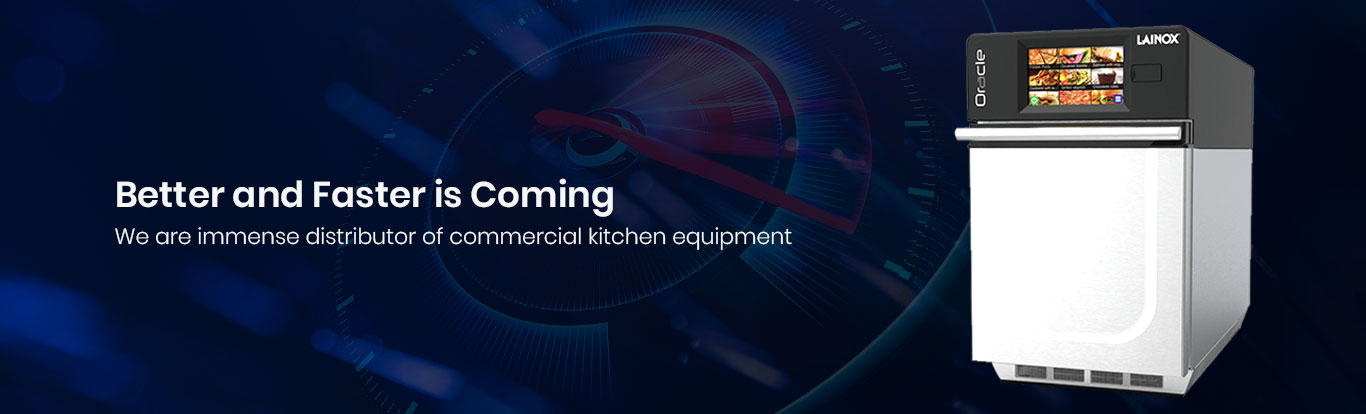 Better and Faster is Coming
We are immense distributor of commercial kitchen equipment
LAINOX
Oracle